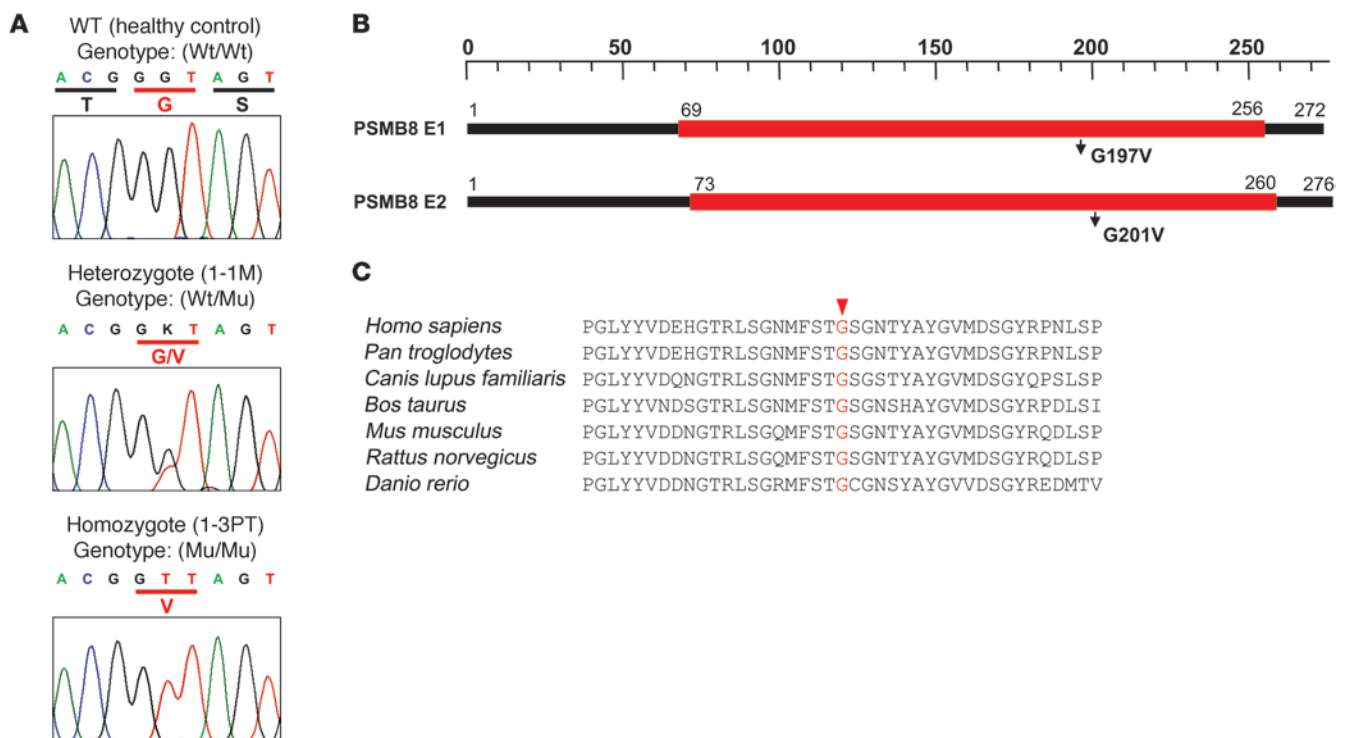 A
WT (healthy control)
Genotype: (Wt/Wt)
A C G G G T A G T
T G S
Heterozygote (1-1M)
Genotype: (Wt/Mu)
A C G G K T A G T
G/V
Homozygote (1-3PT)
Genotype: (Mu/Mu)
A C G G T T A G T
V
B
0 50 100 150 200 250
1 69 256 272
PSMB8 E1
G197V
1 73 260 276
PSMB8 E2
G201V
C
Homo sapiens PGLYYVDEHGTRLSGNMFSTGSGNTYAYGVMDSGYRPNLSP
Pan troglodytes PGLYYVDEHGTRLSGNMFSTGSGNTYAYGVMDSGYRPNLSP
Canis lupus familiaris PGLYYVDQNGTRLSGNMFSTGSGSTYAYGVMDSGYQPSLSP
Bos taurus PGLYYVNDSGTRLSGNMFSTGSGNSHAYGVMDSGYRPDLSI
Mus musculus PGLYYVDDNGTRLSGQMFSTGSGNTYAYGVMDSGYRQDLSP
Rattus norvegicus PGLYYVDDNGTRLSGQMFSTGSGNTYAYGVMDSGYRQDLSP
Danio rerio PGLYYVDDNGTRLSGRMFSTGCGNSYAYGVVDSGYREDMTV